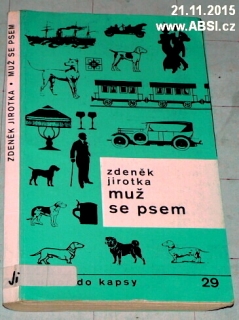 21.11.2015
www.ABSI.cz
ZDENĚK JIROTKA • MUŽ SE PSEM
zdeněk
jirotka
muž
se psem
do kapsy
29